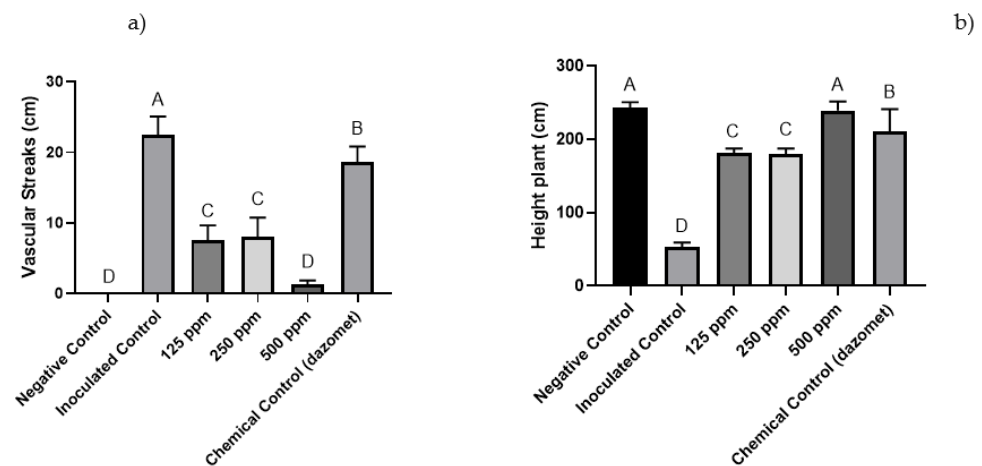 a)
Vascular Streaks (cm)
30
20
10
0
D
A
C
C
D
B
Negative Control
Inoculated Control
125 ppm
250 ppm
500 ppm
Chemical Control (dazomet)
b)
Height plant (cm)
300
200
100
0
A
D
C
C
A
B
Negative Control
Inoculated Control
125 ppm
250 ppm
500 ppm
Chemical Control (dazomet)